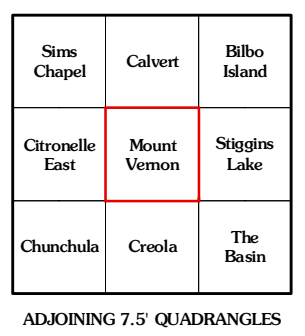 Sims
Chapel
Calvert
Bilbo
Island
Citronelle
East
Mount
Vernon
Stiggins
Lake
Chunchula
Creola
The
Basin
ADJOINING 7.5' QUADRANGLES